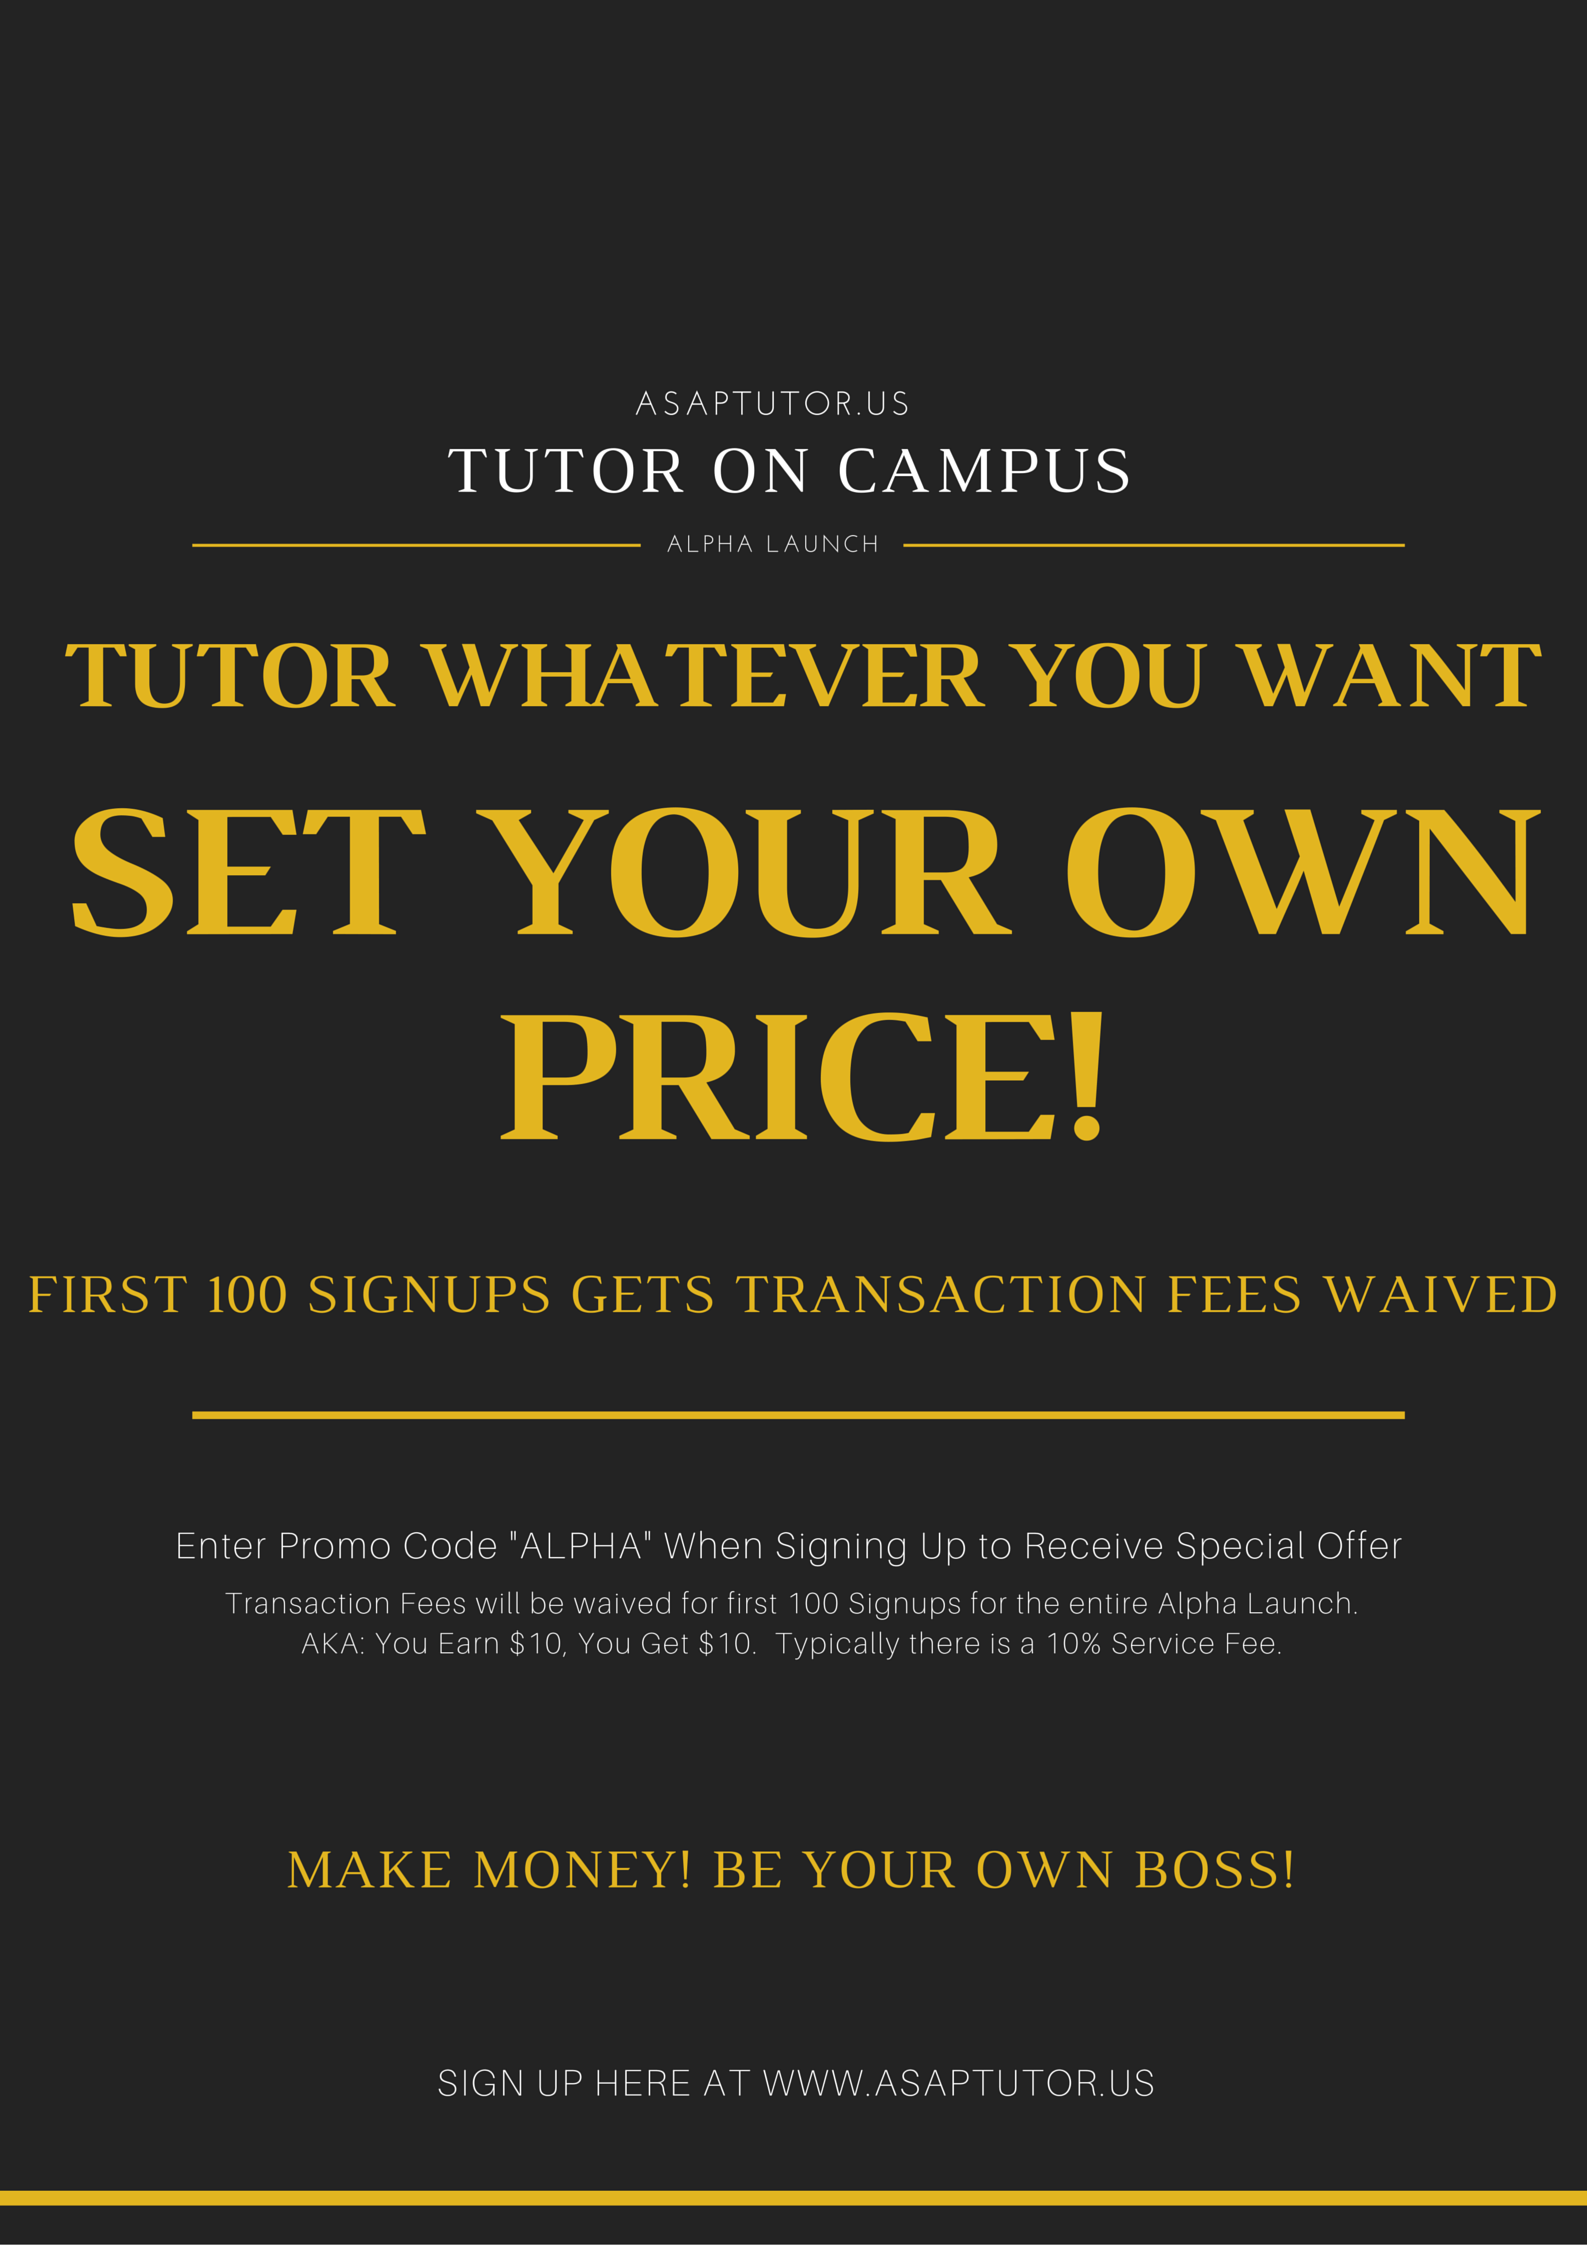 ASAPTUTOR.US
TUTOR ON CAMPUS
ALPHA LAUNCH
TUTOR WHATEVER YOU WANT
SET YOUR OWN
PRICE!
FIRST 100 SIGNUPS GETS TRANSACTION FEES WAIVED
Enter Promo Code "ALPHA" When Signing Up to Receive Special Offer
Transaction Fees will be waived for first 100 Signups for the entire Alpha Launch.
AKA: You Earn $10, You Get $10.  Typically there is a 10% Service Fee.
MAKE MONEY! BE YOUR OWN BOSS!
SIGN UP HERE AT WWW.ASAPTUTOR.US